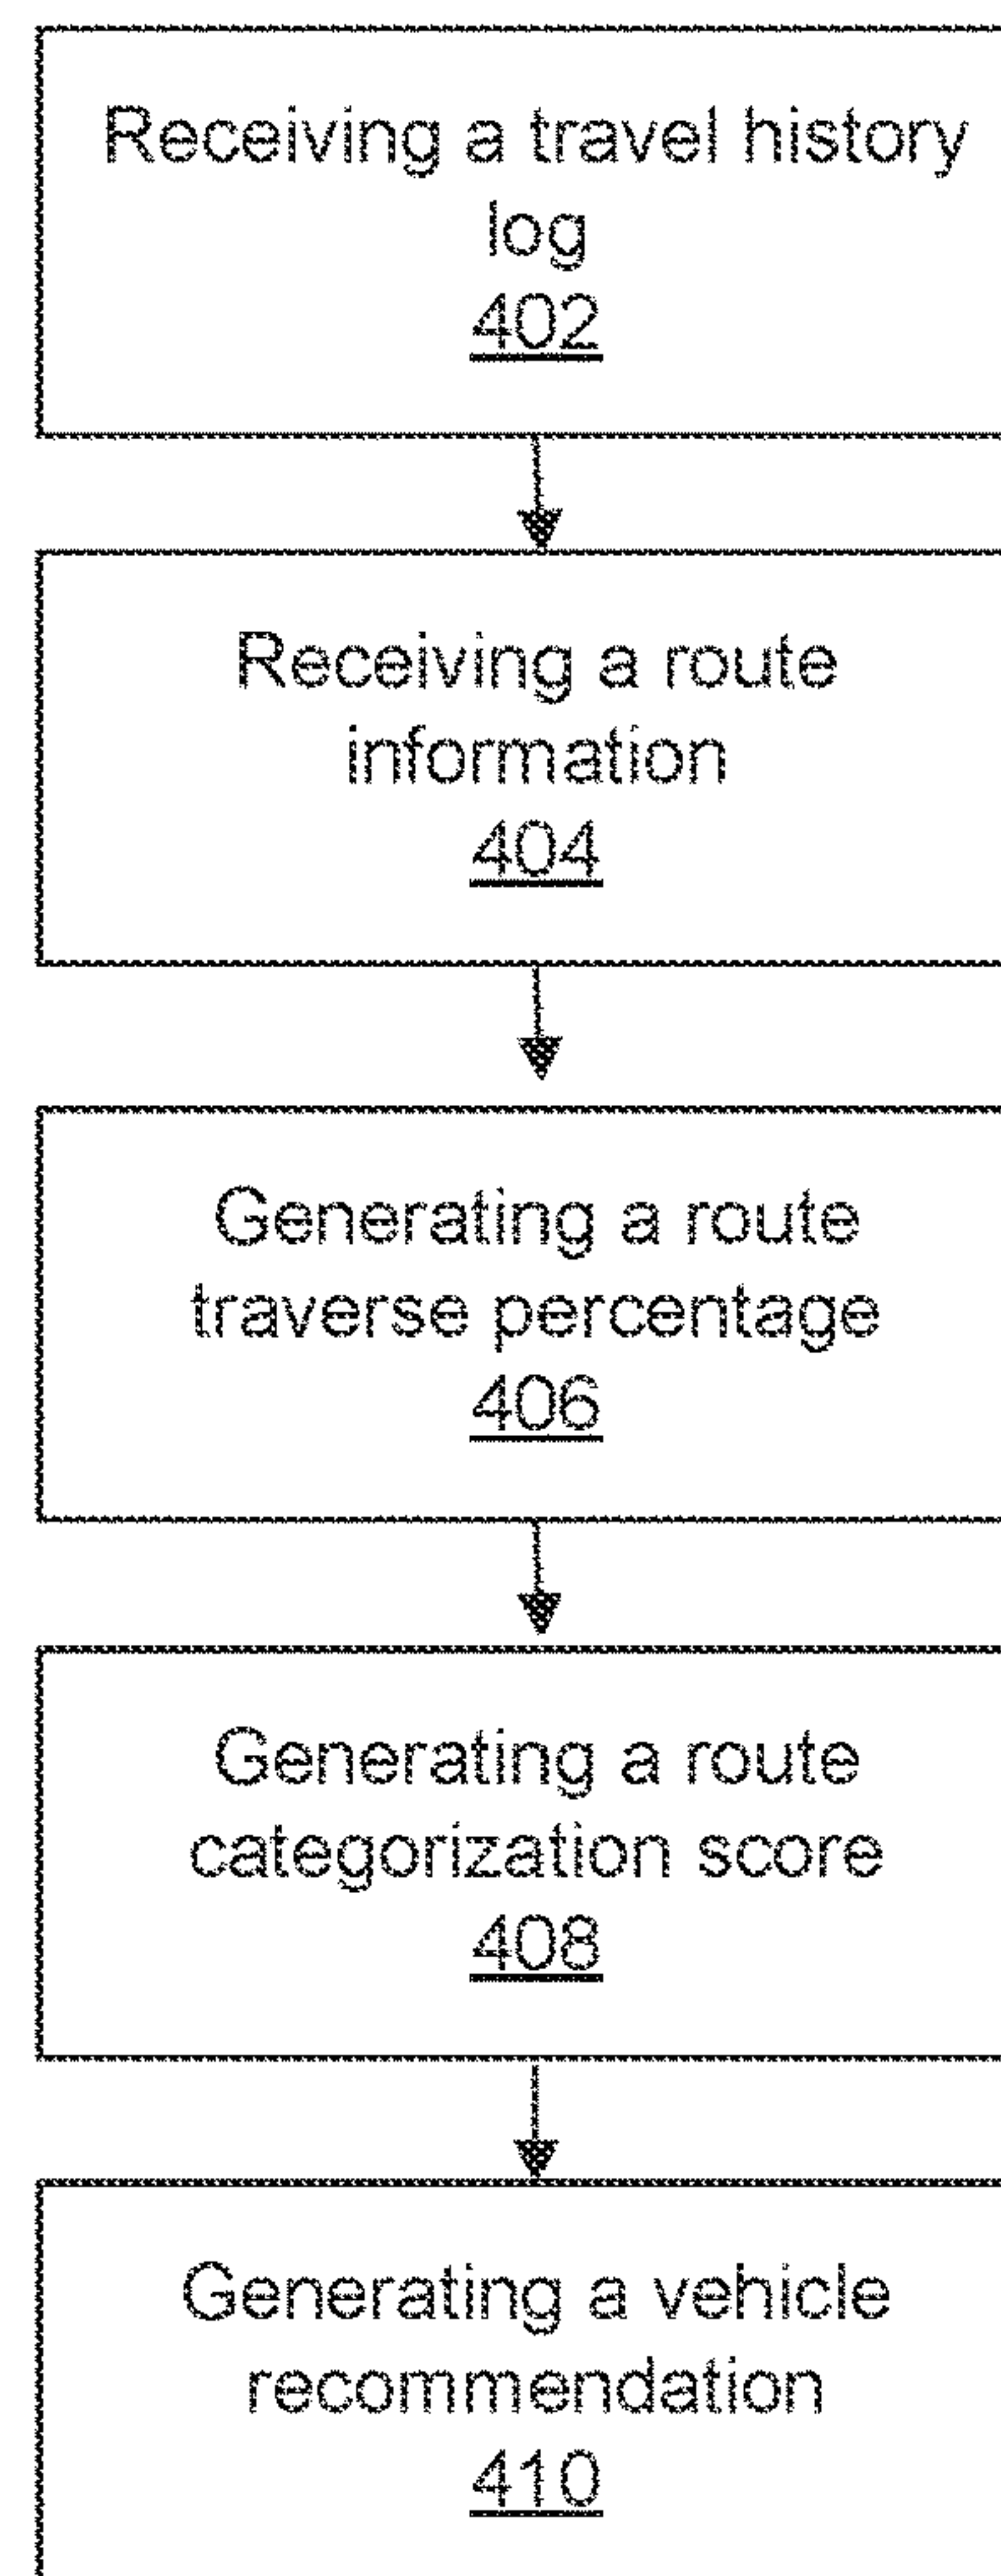 Receiving a travel history
log
402
Receiving a route
information
404
Generating a route
traverse percentage
406
Generating a route
categorization score
408
Generating a vehicle
recommendation
410